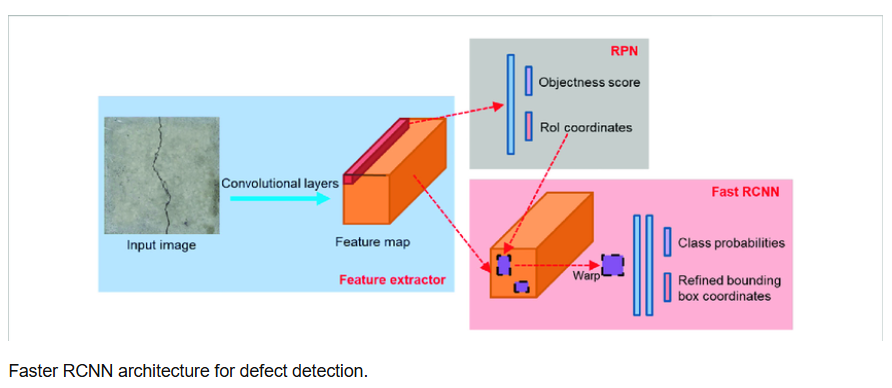 RPN
Objectness score
RoI coordinates
Convolutional layers
Input image
Feature map
Feature extractor
Fast RCNN
Warp
Class probabilities
Refined bounding
box coordinates
Faster RCNN architecture for defect detection.